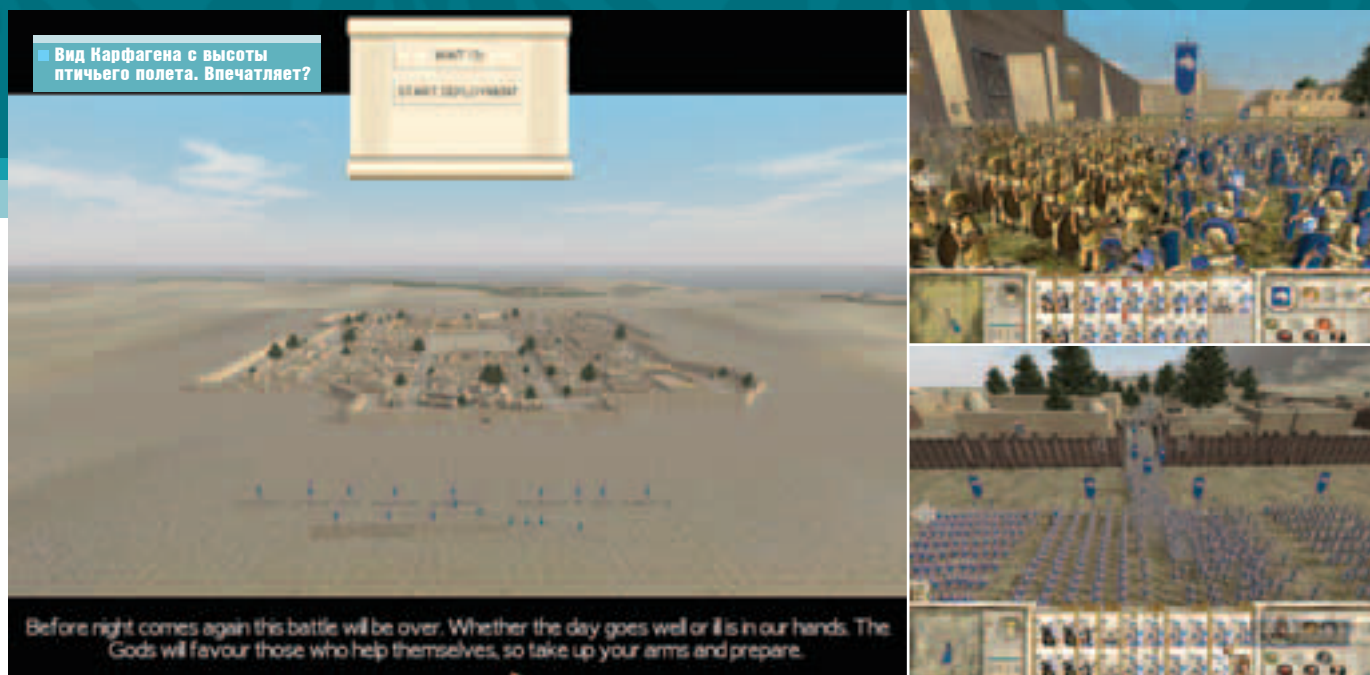 Вид Карфагена с высоты
птичьего полета. Впечатляет?
START DEPLOYMENT
Before night comes again this battle will be over. Whether the day goes well or ill is in our hands. The
Gods will favour those who help themselves, so take up your arms and prepare.